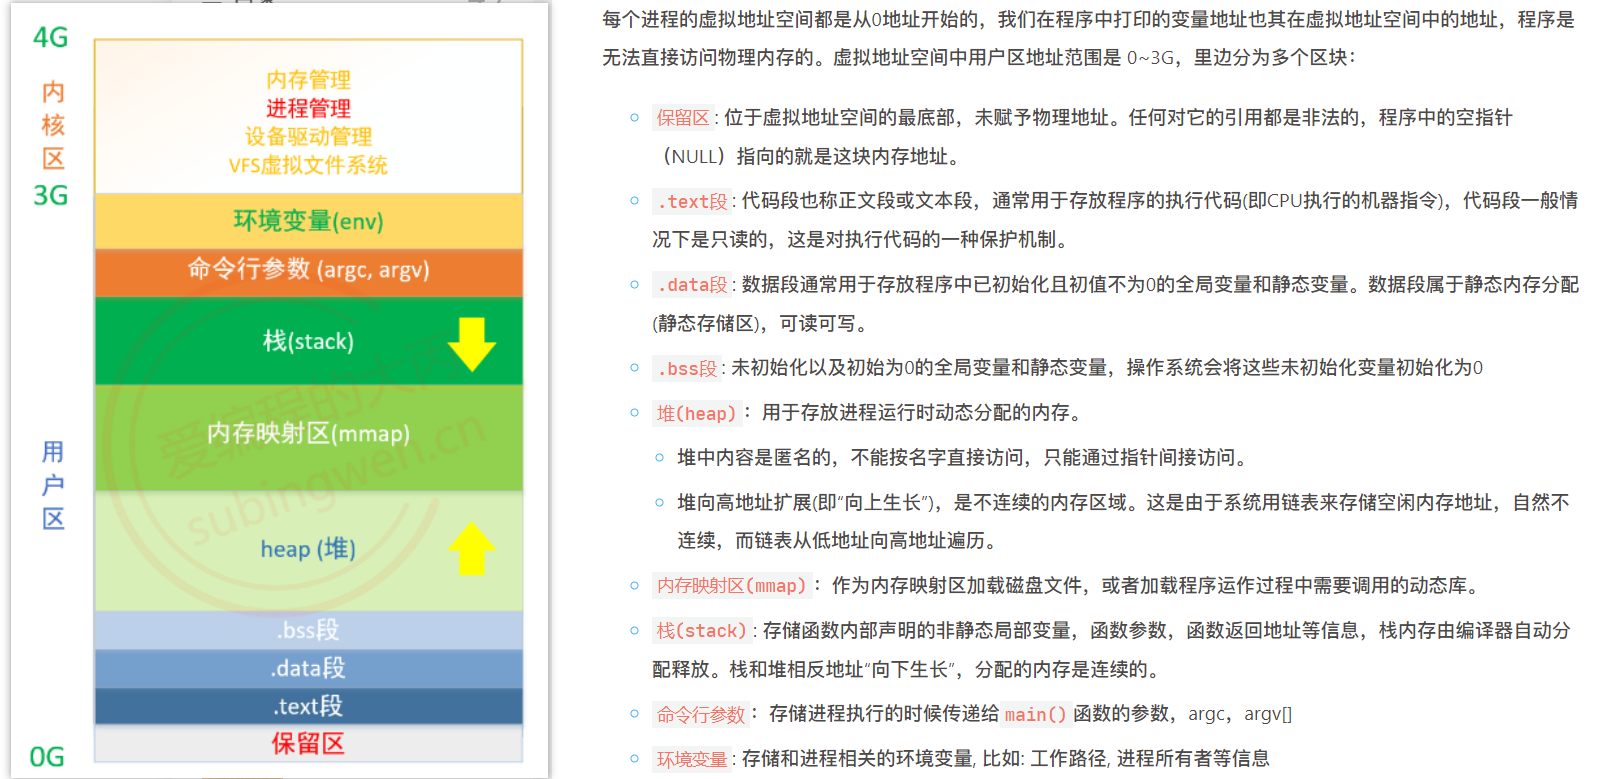 4G
内
核
区
3G
用
户
区
0G
内存管理
进程管理
设备驱动管理
VFS虚拟文件系统
环境变量(env)
命令行参数 (argc, argv)
栈(stack)
内存映射区(mmap)
heap (堆)
.bss段
.data段
.text段
保留区
爱编程的大丙
subingwen.cn
每个进程的虚拟地址空间都是从0地址开始的，我们在程序中打印的变量地址也其在虚拟地址空间中的地址，程序是
无法直接访问物理内存的。虚拟地址空间中用户区地址范围是 0~3G，里边分为多个区块：
保留区: 位于虚拟地址空间的最底部，未赋予物理地址。任何对它的引用都是非法的，程序中的空指针
（NULL）指向的就是这块内存地址。
.text段: 代码段也称正文段或文本段，通常用于存放程序的执行代码(即CPU执行的机器指令)，代码段一般情
况下是只读的，这是对执行代码的一种保护机制。
.data段: 数据段通常用于存放程序中已初始化且初值不为0的全局变量和静态变量。数据段属于静态内存分配
(静态存储区)，可读可写。
.bss段: 未初始化以及初始为0的全局变量和静态变量，操作系统会将这些未初始化变量初始化为0
堆(heap)：用于存放进程运行时动态分配的内存。
堆中内容是匿名的，不能按名字直接访问，只能通过指针间接访问。
堆向高地址扩展(即“向上生长”)，是不连续的内存区域。这是由于系统用链表来存储空闲内存地址，自然不
连续，而链表从低地址向高地址遍历。
内存映射区(mmap)：作为内存映射区加载磁盘文件，或者加载程序运作过程中需要调用的动态库。
栈(stack): 存储函数内部声明的非静态局部变量，函数参数，函数返回地址等信息，栈内存由编译器自动分
配释放。栈和堆相反地址“向下生长”，分配的内存是连续的。
命令行参数：存储进程执行的时候传递给main()函数的参数，argc，argv[]
环境变量: 存储和进程相关的环境变量, 比如: 工作路径, 进程所有者等信息